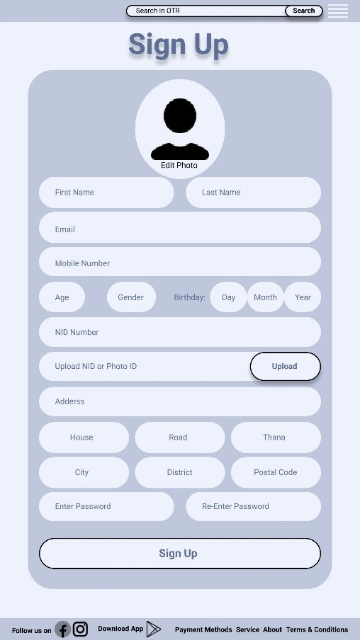 Search in OTR Search
Sign Up
Edit Photo
First Name Last Name
Email
Mobile Number
Age Gender Birthday: Day Month Year
NID Number
Upload NID or Photo ID Upload
Adderss
House Road Thana
City District Postal Code
Enter Password Re-Enter Password
Sign Up
Follow us on Download App Payment Methods Service About Terms & Conditions